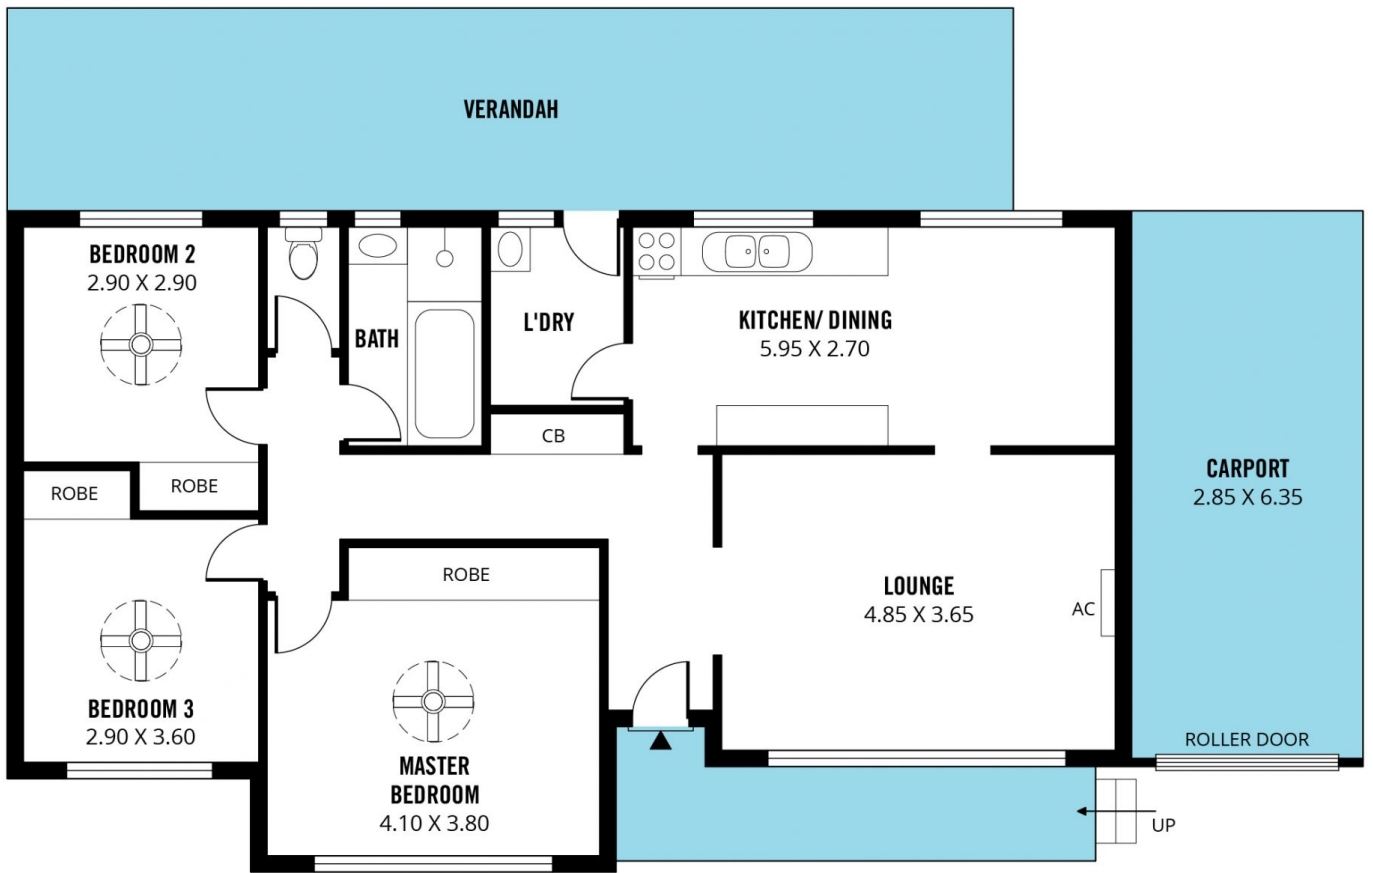 VERANDAH
BEDROOM 2
2.90 X 2.90
BATH
L'DRY
KITCHEN/ DINING
5.95 X 2.70
CB
ROBE
ROBE
CARPORT
2.85 X 6.35
ROBE
LOUNGE
4.85 X 3.65
AC
BEDROOM 3
2.90 X 3.60
MASTER
BEDROOM
4.10 X 3.80
ROLLER DOOR
UP